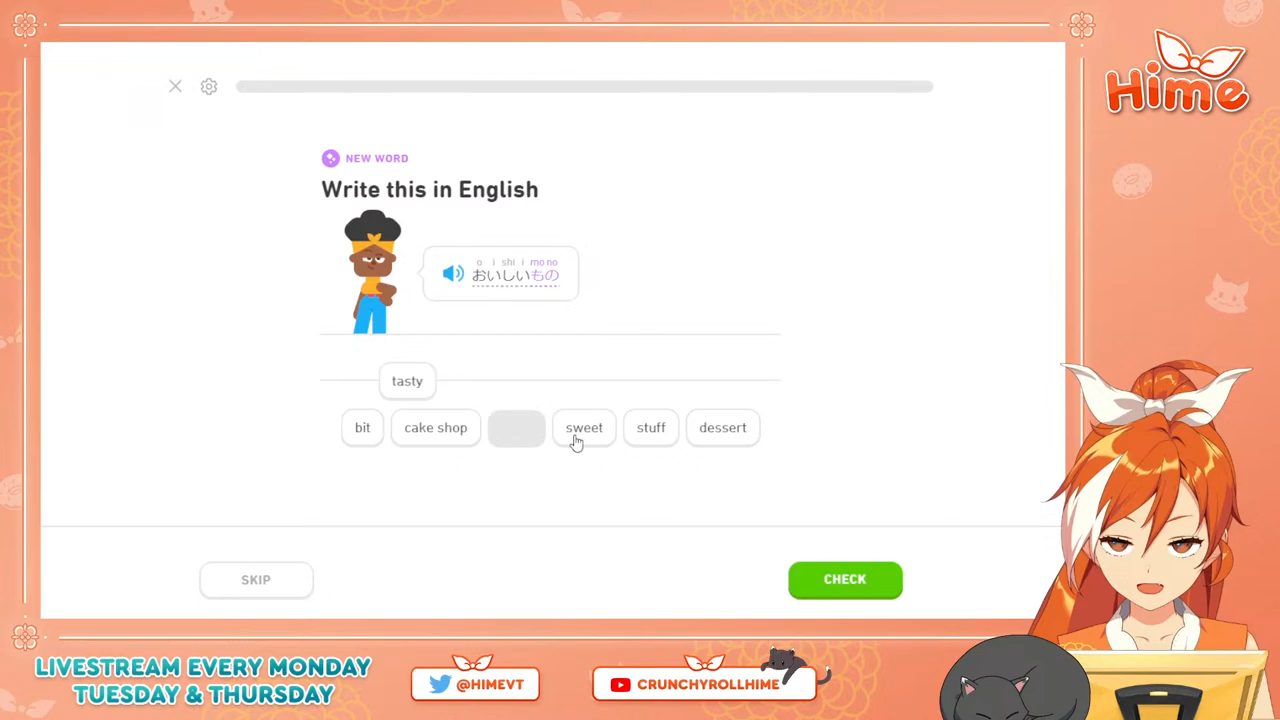 Hime
NEW WORD
Write this in English
o i shi i mo no
おいしいもの
tasty
bit cake shop sweet stuff dessert
SKIP CHECK
LIVESTREAM EVERY MONDAY
TUESDAY & THURSDAY
@HIMEVT
CRUNCHYROLLHIME